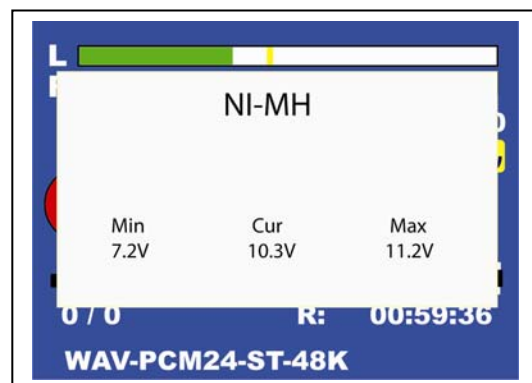 L
NI-MH
Min Cur Max
7.2V 10.3V 11.2V
0 / 0 R: 00:59:36
WAV-PCM24-ST-48K